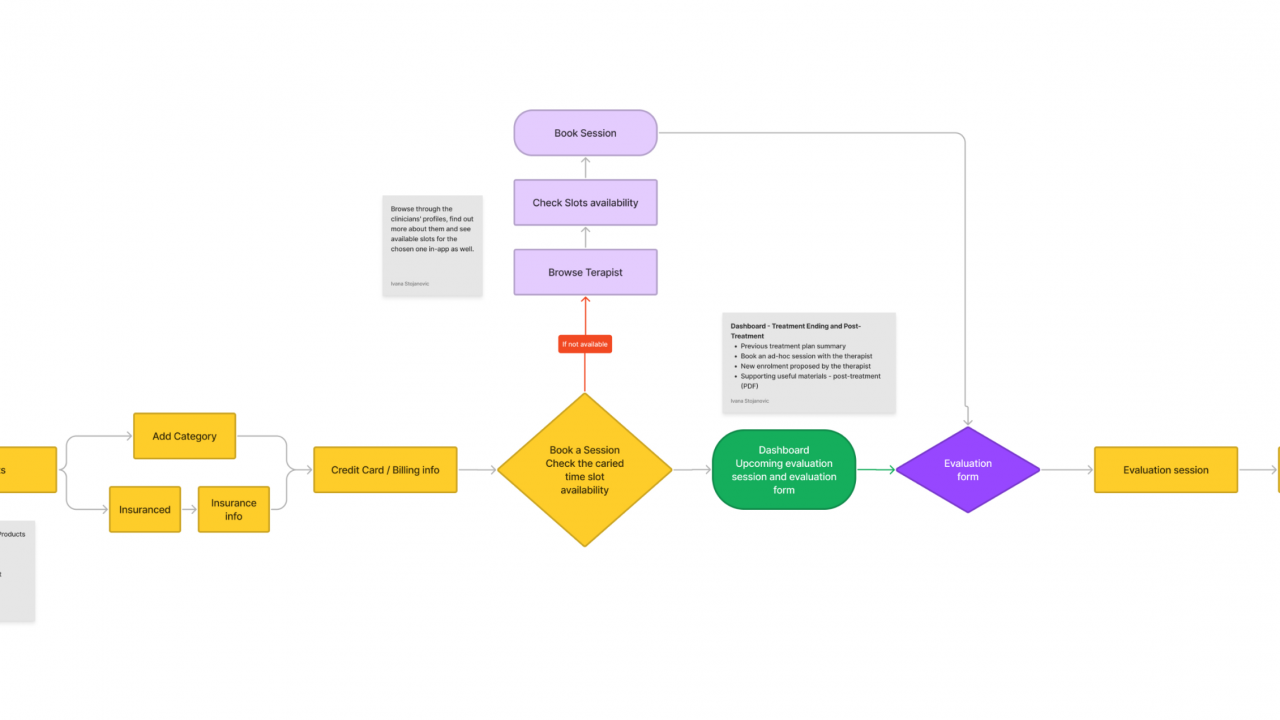 Book Session
Check Slots availability
Browse through the
clinicians' profiles, find out
more about them and see
available slots for the
chosen one in-app as well.
Ivana Stojanovic
Browse Terapist
If not available
Dashboard - Treatment Ending and Post-
Treatment
• Previous treatment plan summary
• Book an ad-hoc session with the therapist
• New enrolment proposed by the therapist
• Supporting useful materials - post-treatment
(PDF)
Ivana Stojanovic
Add Category
Credit Card / Billing info
Book a Session
Check the caried
time slot
availability
Dashboard
Upcoming evaluation
session and evaluation
form
Evaluation
form
Evaluation session
Insuranced
Insurance
info
Products